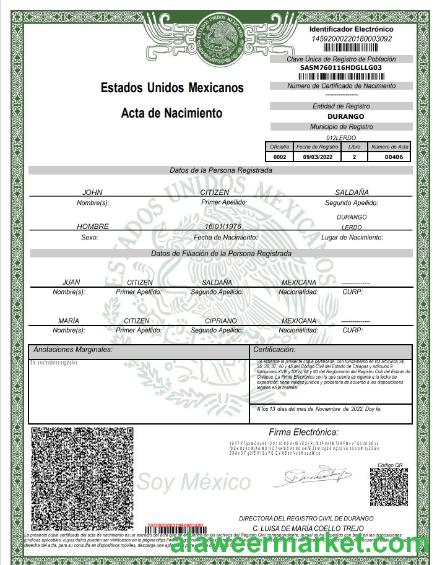 Identificador Electrónico
14592000220180003092
Clave Única de Registro de Población
SASM760116HDGLLG03
Número de Certificado de Nacimiento
Estados Unidos Mexicanos
Acta de Nacimiento
Entidad de Registro
DURANGO
Municipio de Registro
012LERDO
Oficialía Fecha de Registro Libro Número de Acta
0002 09/03/2022 2 00406
Datos de la Persona Registrada
JOHN CITIZEN SALDAÑA
Nombre(s): Primer Apellido: Segundo Apellido:
DURANGO
HOMBRE 16|01|1976 LERDO
Sexo: Fecha de Nacimiento: Lugar de Nacimiento:
Datos de Filiación de la Persona Registrada
JUAN CITIZEN SALDAÑA MEXICANA --------------
Nombre(s): Primer Apellido: Segundo Apellido: Nacionalidad: CURP:
MARÍA CITIZEN CIPRIANO MEXICANA --------------
Nombre(s): Primer Apellido: Segundo Apellido: Nacionalidad: CURP:
Anotaciones Marginales: Certificación:
A los 13 días del mes de Noviembre de 2022. Doy fe.
Firma Electrónica:
Código QR
Soy México
DIRECTORA DEL REGISTRO CIVIL DE DURANGO
C. LUISA DE MARÍA COELLO TREJO
alaweermarket.com
ESTADOS UNIDOS MEXICANOS